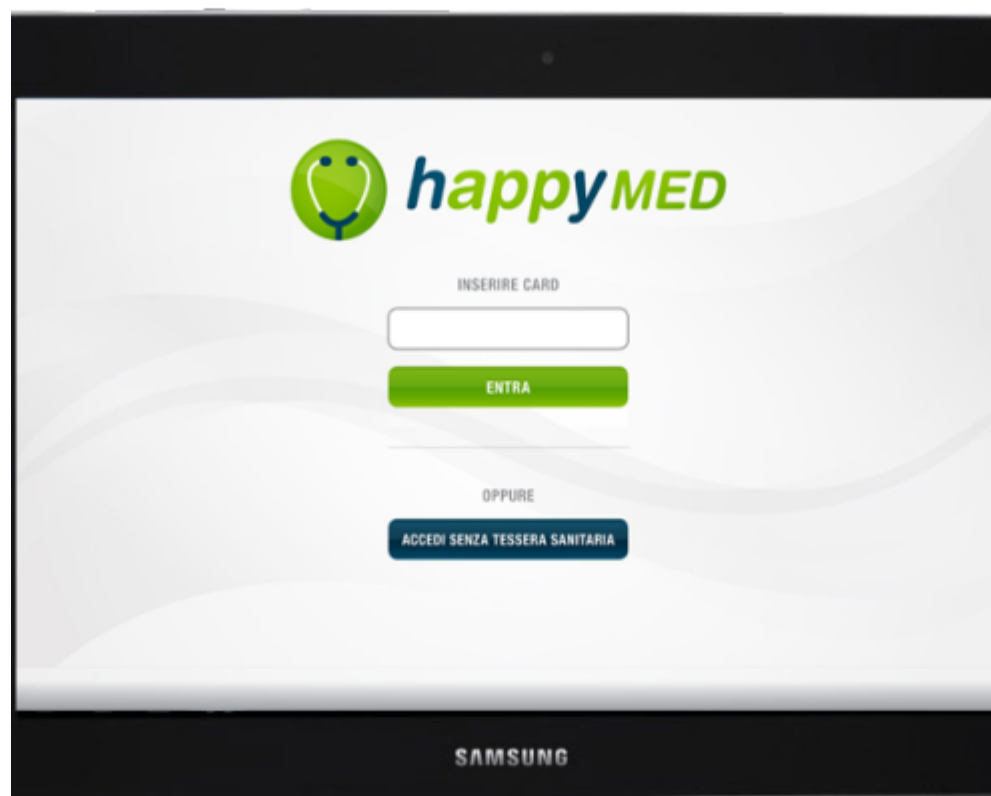 happyMED
INSERIRE CARD
ENTRA
OPPURE
ACCEDI SENZA TESSERA SANITARIA
SAMSUNG